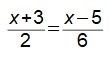 x+3/2 = x−5/6